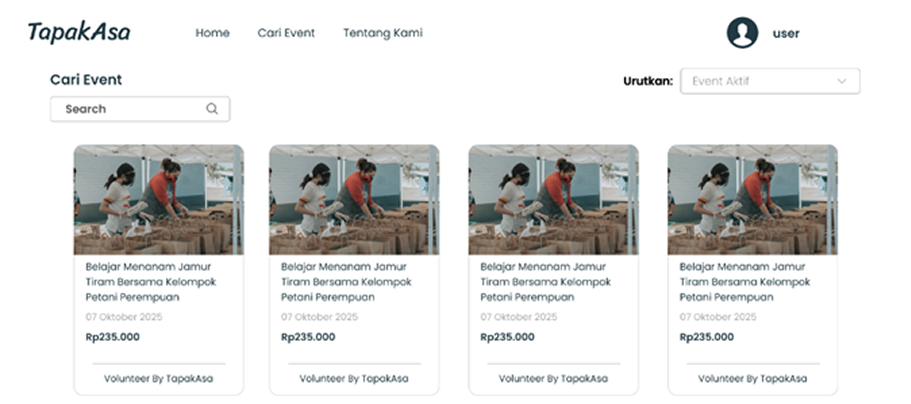 TapakAsa
Home Cari Event Tentang Kami
user
Cari Event
Urutkan: Event Aktif
Search
Belajar Menanam Jamur
Tiram Bersama Kelompok
Petani Perempuan
07 Oktober 2025
Rp235.000
Volunteer By TapakAsa
Belajar Menanam Jamur
Tiram Bersama Kelompok
Petani Perempuan
07 Oktober 2025
Rp235.000
Volunteer By TapakAsa
Belajar Menanam Jamur
Tiram Bersama Kelompok
Petani Perempuan
07 Oktober 2025
Rp235.000
Volunteer By TapakAsa
Belajar Menanam Jamur
Tiram Bersama Kelompok
Petani Perempuan
07 Oktober 2025
Rp235.000
Volunteer By TapakAsa